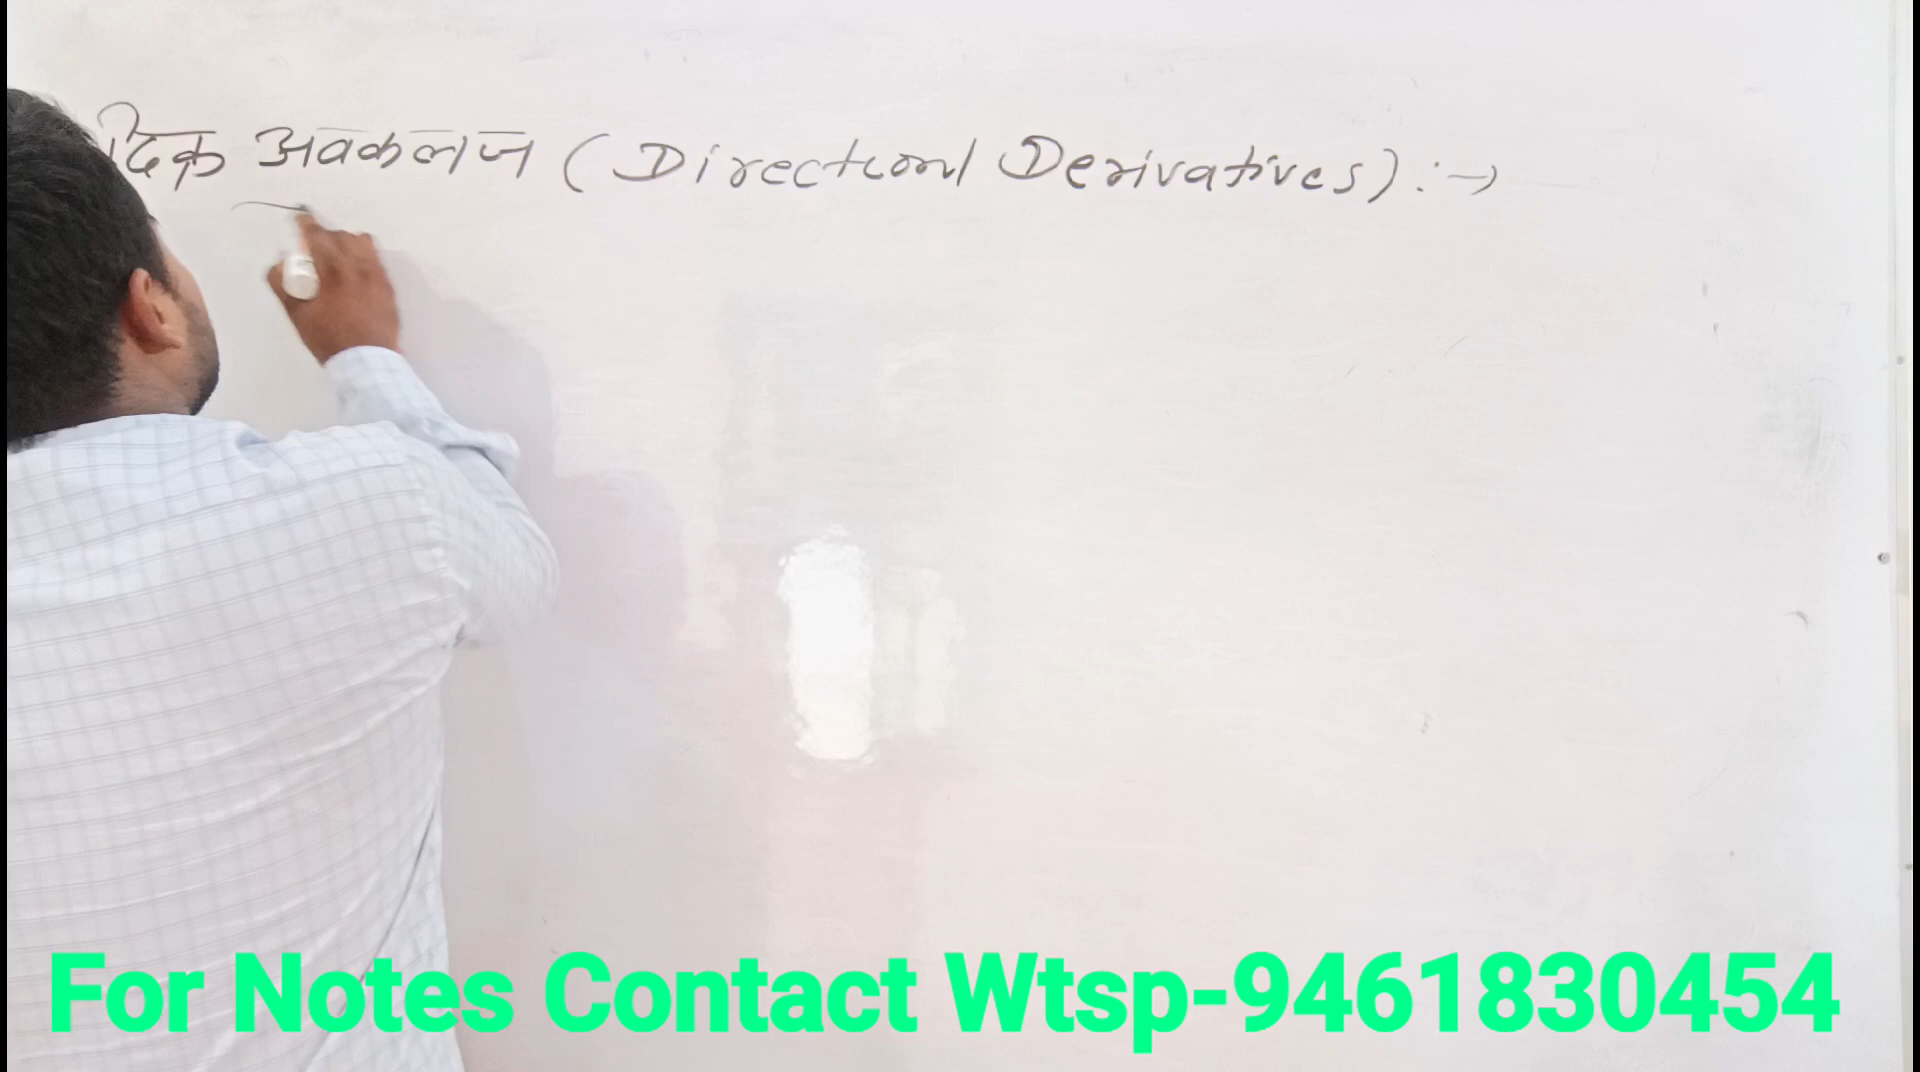 दिक् अवकलज (Directional Derivatives) :→
For Notes Contact Wtsp-9461830454